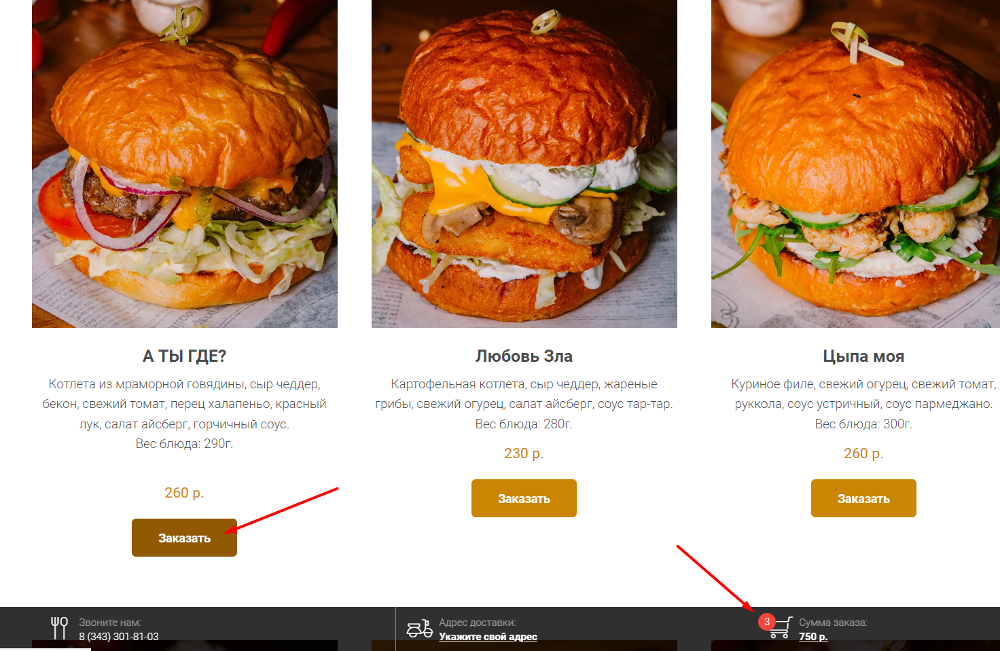 А ТЫ ГДЕ?
Котлета из мраморной говядины, сыр чеддер,
бекон, свежий томат, перец халапеньо, красный
лук, салат айсберг, горчичный соус.
Вес блюда: 290г.
260 р.
Заказать
Любовь Зла
Картофельная котлета, сыр чеддер, жареные
грибы, свежий огурец, салат айсберг, соус тар-тар.
Вес блюда: 280г.
230 р.
Заказать
Цыпа моя
Куриное филе, свежий огурец, свежий томат,
руккола, соус устричный, соус пармеджано.
Вес блюда: 300г.
260 р.
Заказать
Звоните нам:
8 (343) 301-81-03
Адрес доставки:
Укажите свой адрес
3
Сумма заказа:
750 р.